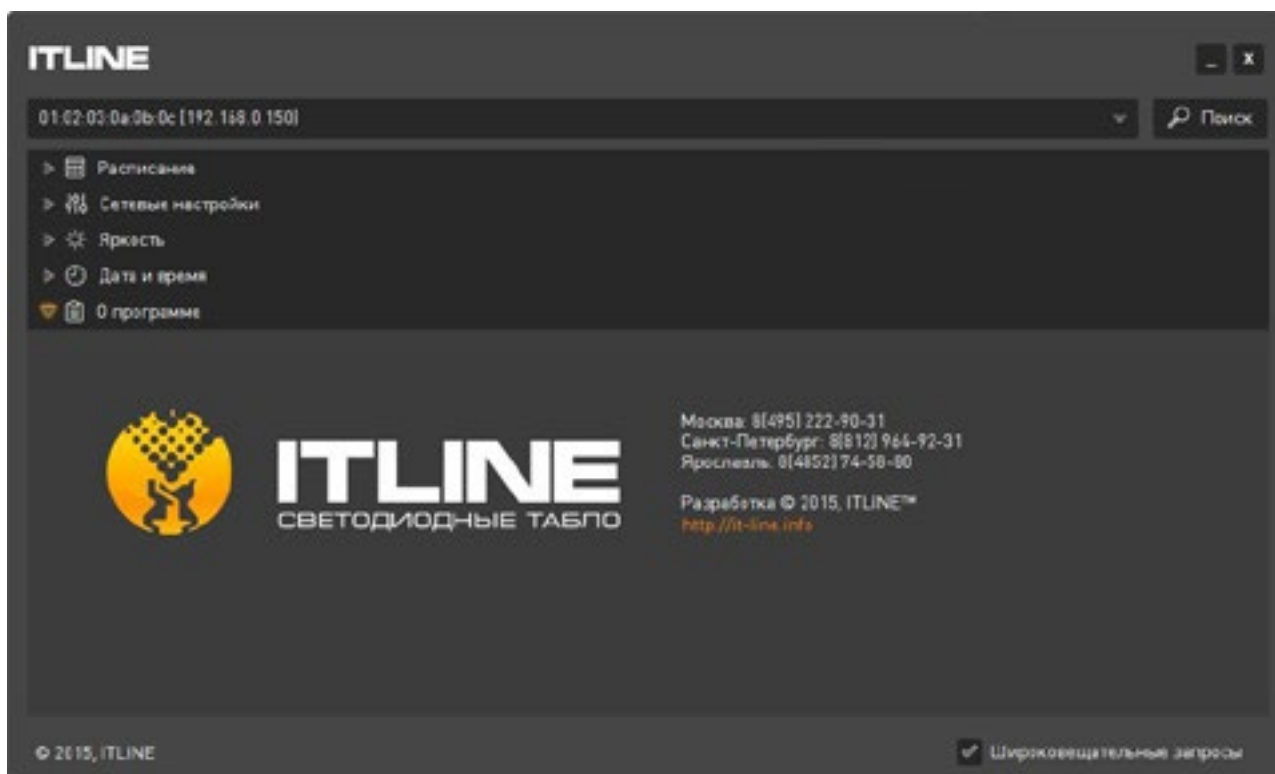 ITLINE
_ X
01:02:03:0a:0b:0c [192.168.0.150]
Поиск
Расписание
Сетевые настройки
Яркость
Дата и время
О программе
ITLINE
СВЕТОДИОДНЫЕ ТАБЛО
Москва: 8(495) 222-90-31
Санкт-Петербург: 8(812) 964-92-31
Ярославль: 8(4852) 74-58-80
Разработка © 2015, ITLINE™
http://it-line.info
© 2015, ITLINE
Широковещательные запросы